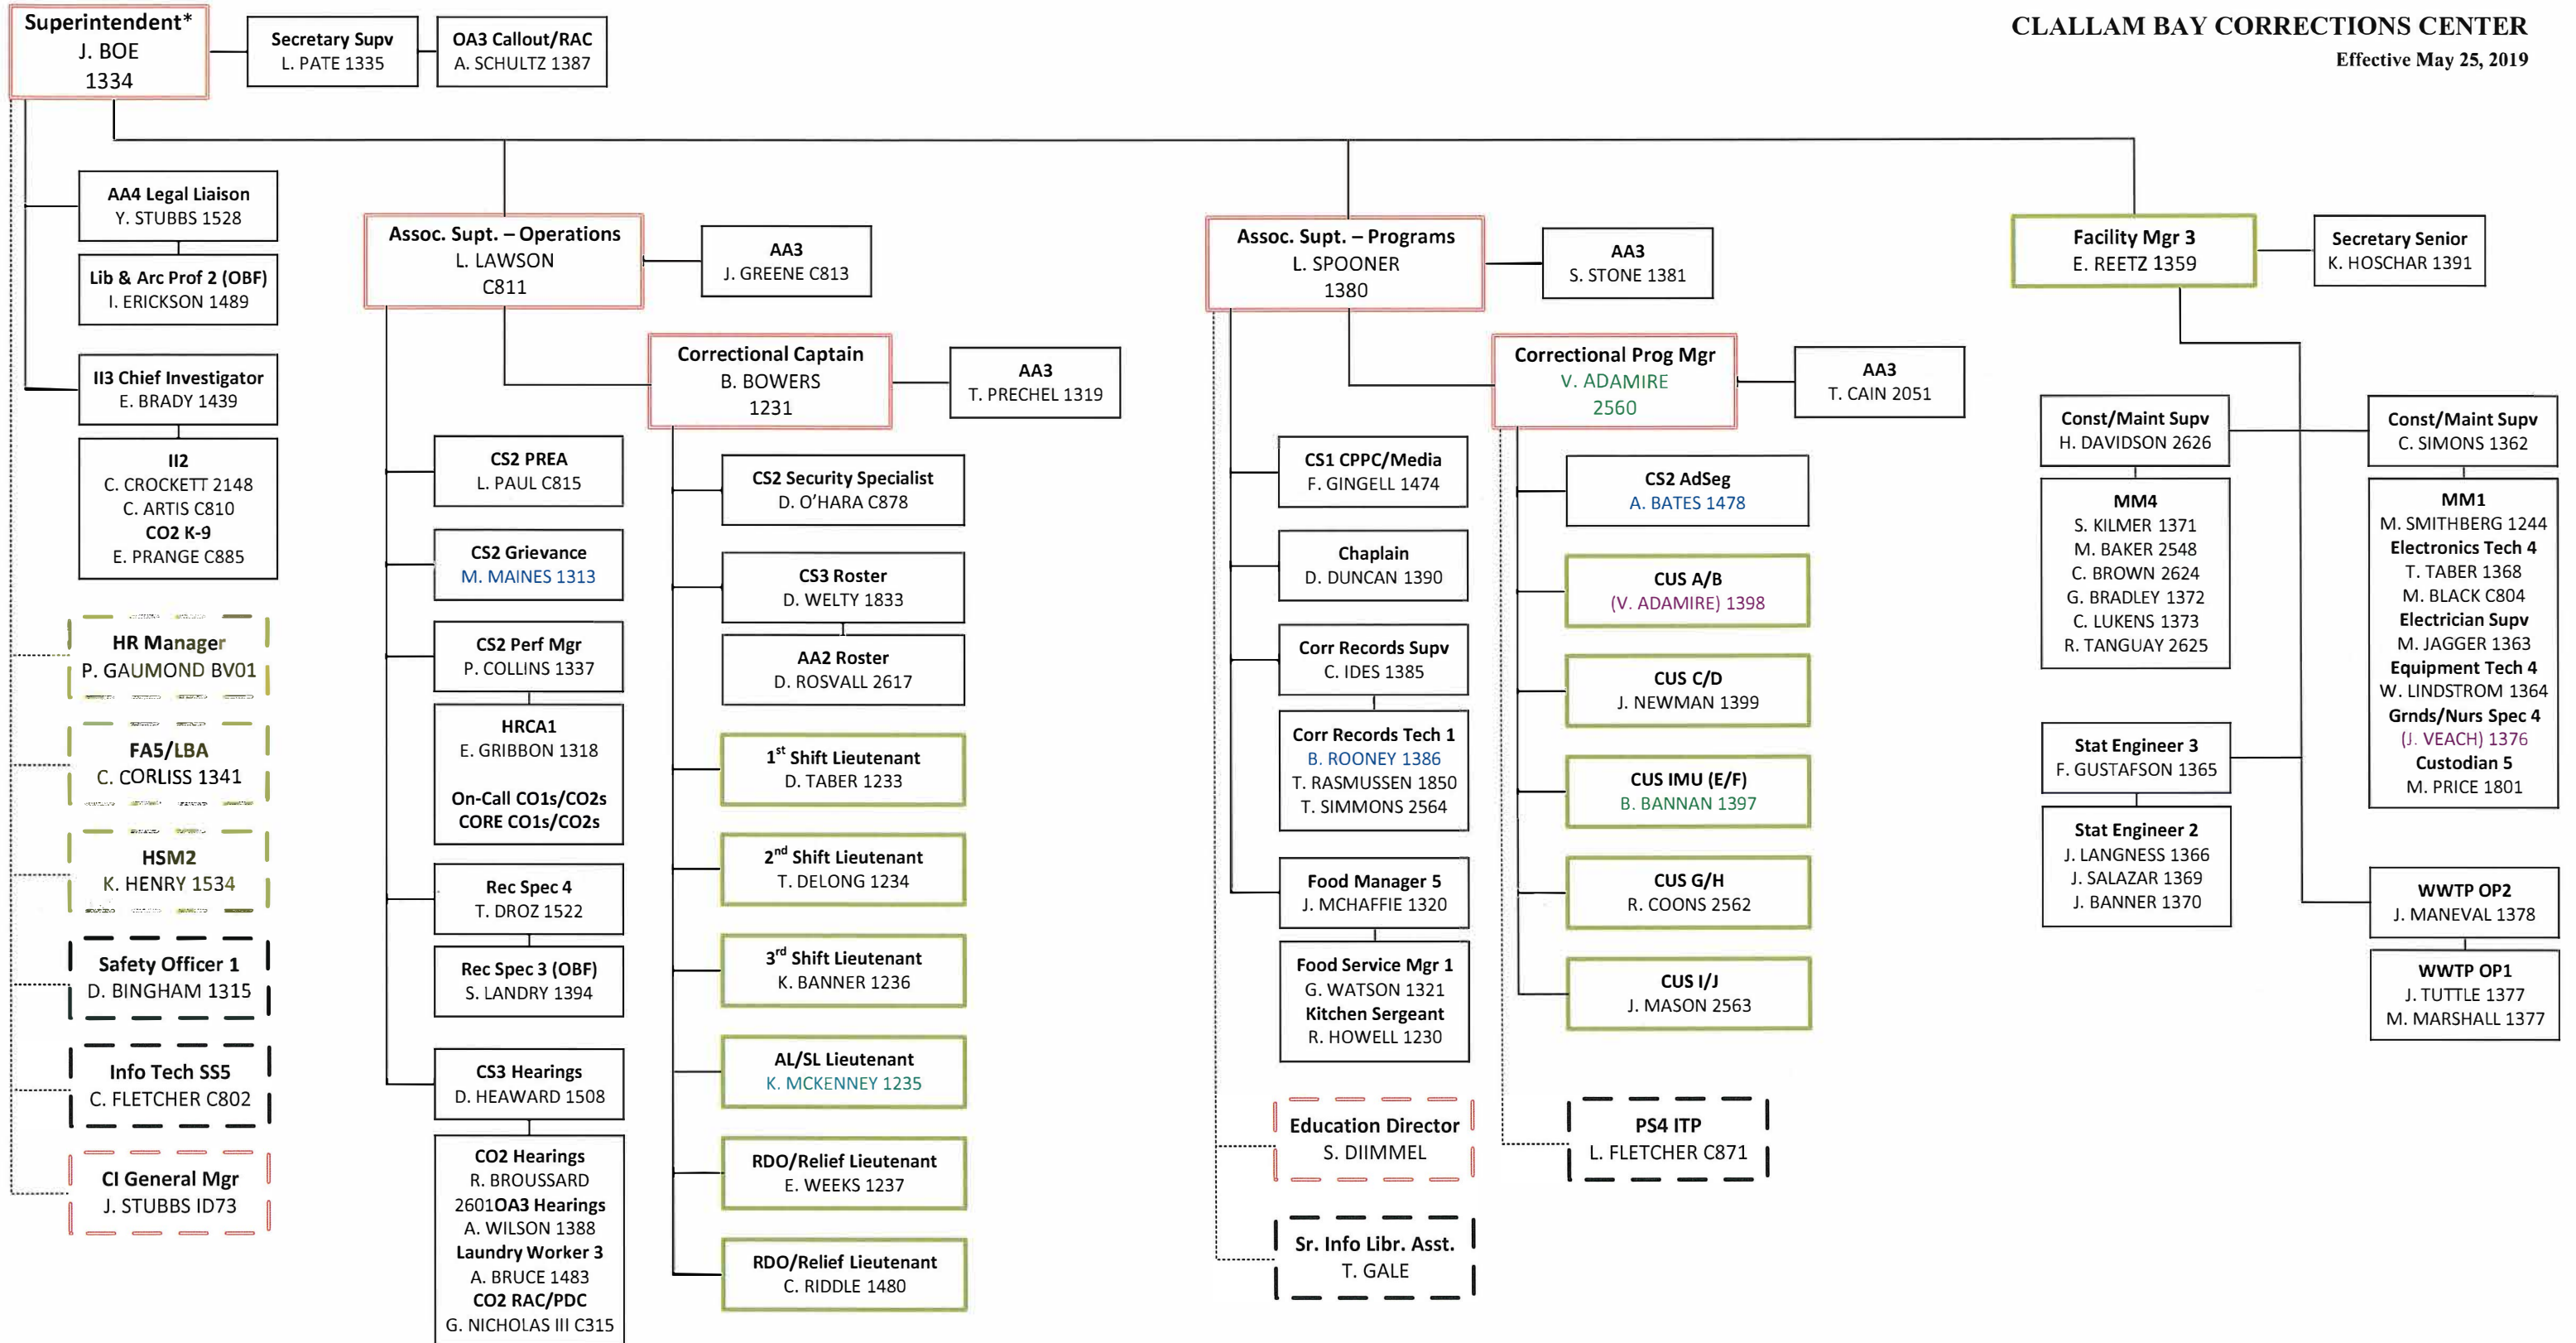 CLALLAM BAY CORRECTIONS CENTER
Effective May 25, 2019
Superintendent*
J. BOE
1334
Secretary Supv
L. PATE 1335
OA3 Callout/RAC
A. SCHULTZ 1387
AA4 Legal Liaison
Y. STUBBS 1528
Lib & Arc Prof 2 (OBF)
I. ERICKSON 1489
II3 Chief Investigator
E. BRADY 1439
II2
C. CROCKETT 2148
C. ARTIS C810
CO2 K-9
E. PRANGE C885
HR Manager
P. GAUMOND BV01
FA5/LBA
C. CORLISS 1341
HSM2
K. HENRY 1534
Safety Officer 1
D. BINGHAM 1315
Info Tech SS5
C. FLETCHER C802
CI General Mgr
J. STUBBS ID73
Assoc. Supt. – Operations
L. LAWSON
C811
AA3
J. GREENE C813
CS2 PREA
L. PAUL C815
CS2 Grievance
M. MAINES 1313
CS2 Perf Mgr
P. COLLINS 1337
HRCA1
E. GRIBBON 1318
On-Call CO1s/CO2s
CORE CO1s/CO2s
Rec Spec 4
T. DROZ 1522
Rec Spec 3 (OBF)
S. LANDRY 1394
CS3 Hearings
D. HEAWARD 1508
CO2 Hearings
R. BROUSSARD
2601OA3 Hearings
A. WILSON 1388
Laundry Worker 3
A. BRUCE 1483
CO2 RAC/PDC
G. NICHOLAS III C315
Correctional Captain
B. BOWERS
1231
AA3
T. PRECHEL 1319
CS2 Security Specialist
D. O'HARA C878
CS3 Roster
D. WELTY 1833
AA2 Roster
D. ROSVALL 2617
1st Shift Lieutenant
D. TABER 1233
2nd Shift Lieutenant
T. DELONG 1234
3rd Shift Lieutenant
K. BANNER 1236
AL/SL Lieutenant
K. MCKENNEY 1235
RDO/Relief Lieutenant
E. WEEKS 1237
RDO/Relief Lieutenant
C. RIDDLE 1480
Assoc. Supt. – Programs
L. SPOONER
1380
AA3
S. STONE 1381
CS1 CPPC/Media
F. GINGELL 1474
Chaplain
D. DUNCAN 1390
Corr Records Supv
C. IDES 1385
Corr Records Tech 1
B. ROONEY 1386
T. RASMUSSEN 1850
T. SIMMONS 2564
Food Manager 5
J. MCHAFFIE 1320
Food Service Mgr 1
G. WATSON 1321
Kitchen Sergeant
R. HOWELL 1230
Education Director
S. DIIMMEL
Sr. Info Libr. Asst.
T. GALE
Correctional Prog Mgr
V. ADAMIRE
2560
AA3
T. CAIN 2051
CS2 AdSeg
A. BATES 1478
CUS A/B
(V. ADAMIRE) 1398
CUS C/D
J. NEWMAN 1399
CUS IMU (E/F)
B. BANNAN 1397
CUS G/H
R. COONS 2562
CUS I/J
J. MASON 2563
PS4 ITP
L. FLETCHER C871
Facility Mgr 3
E. REETZ 1359
Secretary Senior
K. HOSCHAR 1391
Const/Maint Supv
H. DAVIDSON 2626
MM4
S. KILMER 1371
M. BAKER 2548
C. BROWN 2624
G. BRADLEY 1372
C. LUKENS 1373
R. TANGUAY 2625
Stat Engineer 3
F. GUSTAFSON 1365
Stat Engineer 2
J. LANGNESS 1366
J. SALAZAR 1369
J. BANNER 1370
Const/Maint Supv
C. SIMONS 1362
MM1
M. SMITHBERG 1244
Electronics Tech 4
T. TABER 1368
M. BLACK C804
Electrician Supv
M. JAGGER 1363
Equipment Tech 4
W. LINDSTROM 1364
Grnds/Nurs Spec 4
(J. VEACH) 1376
Custodian 5
M. PRICE 1801
WWTP OP2
J. MANEVAL 1378
WWTP OP1
J. TUTTLE 1377
M. MARSHALL 1377